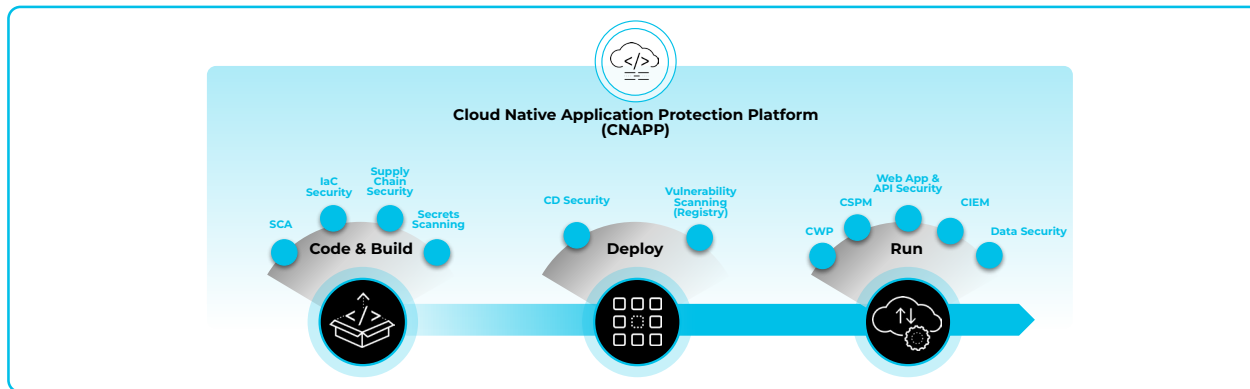 </>
Cloud Native Application Protection Platform
(CNAPP)
SCA
IaC
Security
Supply
Chain
Security
Secrets
Scanning
Code & Build
</>
CD Security
Vulnerability
Scanning
(Registry)
Deploy
CWP
CSPM
Web App &
API Security
CIEM
Data Security
Run